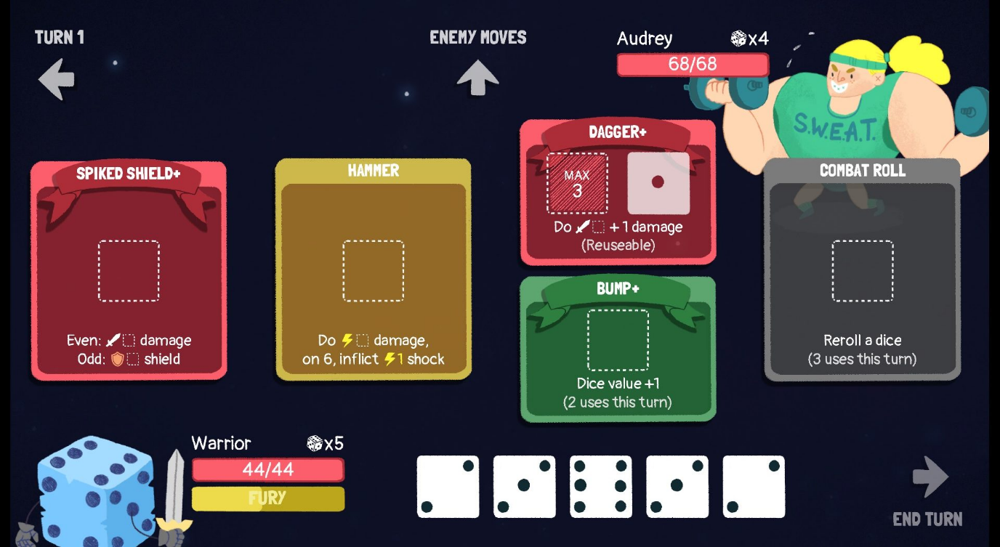 TURN 1
ENEMY MOVES
Audrey x4
68/68
S.W.E.A.T.
SPIKED SHIELD+
Even: damage
Odd: shield
HAMMER
Do damage,
on 6, inflict 1 shock
DAGGER+
MAX
3
Do + 1 damage
(Reuseable)
BUMP+
Dice value +1
(2 uses this turn)
COMBAT ROLL
Reroll a dice
(3 uses this turn)
Warrior x5
44/44
FURY
END TURN